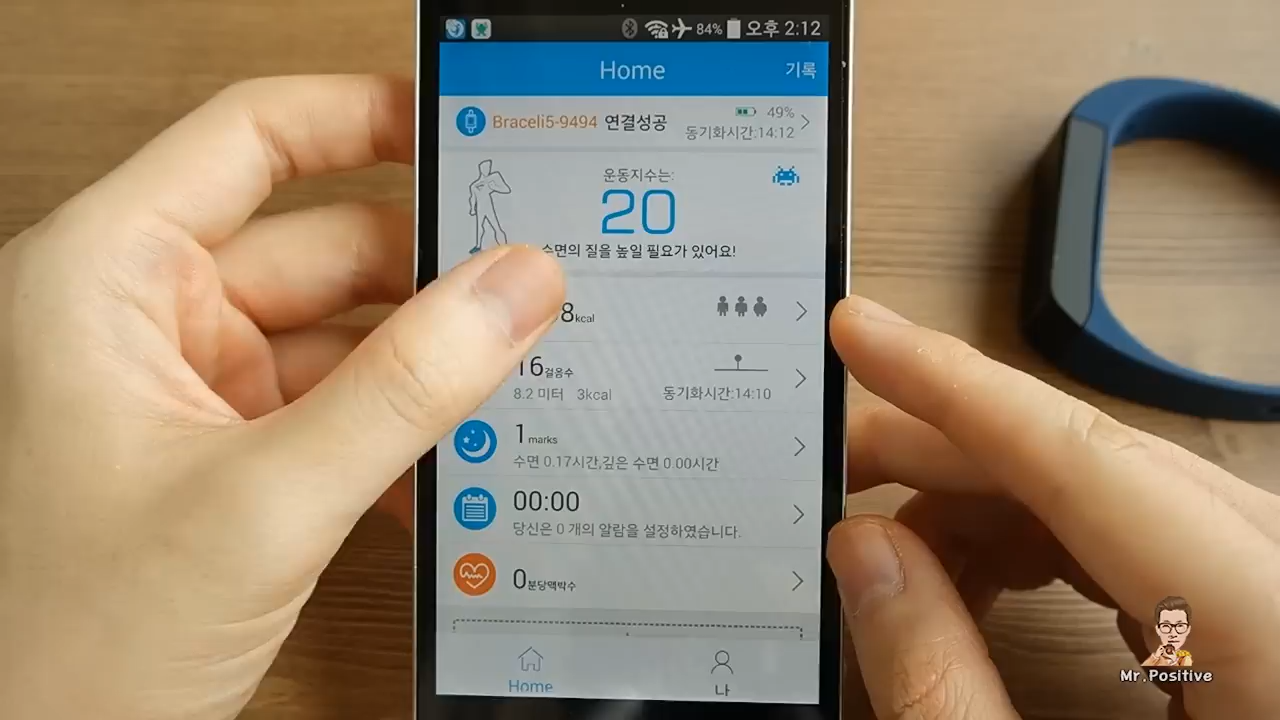 84% 오후 2:12
Home 기록
Braceli5-9494 연결성공 49%
동기화시간:14:12
운동지수는:
20
수면의 질을 높일 필요가 있어요!
8kcal
16걸음수
8.2 미터 3kcal 동기화시간:14:10
1 marks
수면 0.17시간,깊은 수면 0.00시간
00:00
당신은 0 개의 알람을 설정하였습니다.
0분당맥박수
Home 나
Mr.Positive